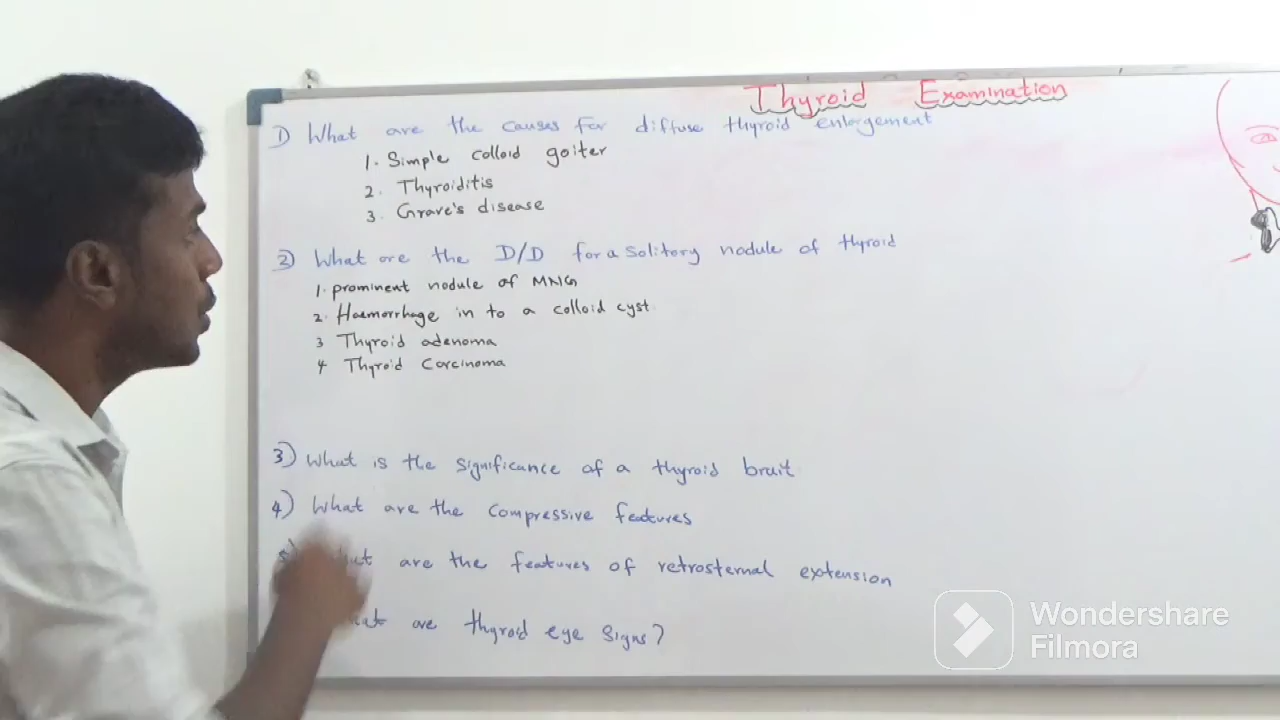 Thyroid Examination
1) What are the causes for diffuse thyroid enlargement
1. Simple colloid goiter
2. Thyroiditis
3. Grave's disease
2) What are the D/D for a solitory nodule of thyroid
1. prominent nodule of MNG
2. Haemorrhage in to a colloid cyst.
3 Thyroid adenoma
4 Thyroid Carcinoma
3) What is the significance of a thyroid bruit
4) What are the compressive features
are the features of retrosternal extension
are thyroid eye signs?
Wondershare
Filmora